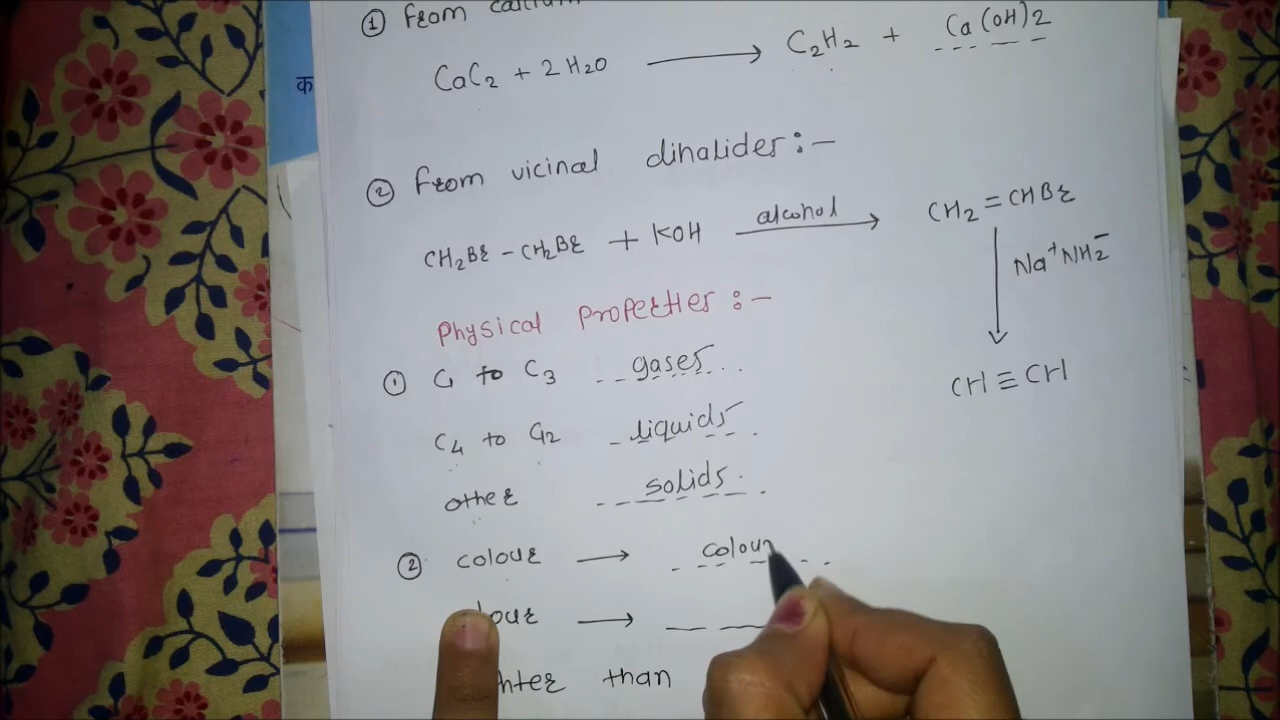 ① From
CaC₂ + 2H₂O ⟶ C₂H₂ + Ca(OH)2
क
② From vicinal dihalides :-
CH₂Br - CH₂Br + KOH alcohol ⟶ CH₂ = CHBr
Na⁺NH₂⁻
Physical Properties :-
① C₁ to C₃ gases
CH ≡ CH
C₄ to C₁₂ liquids
other solids
② colour ⟶ colou
⟶
than